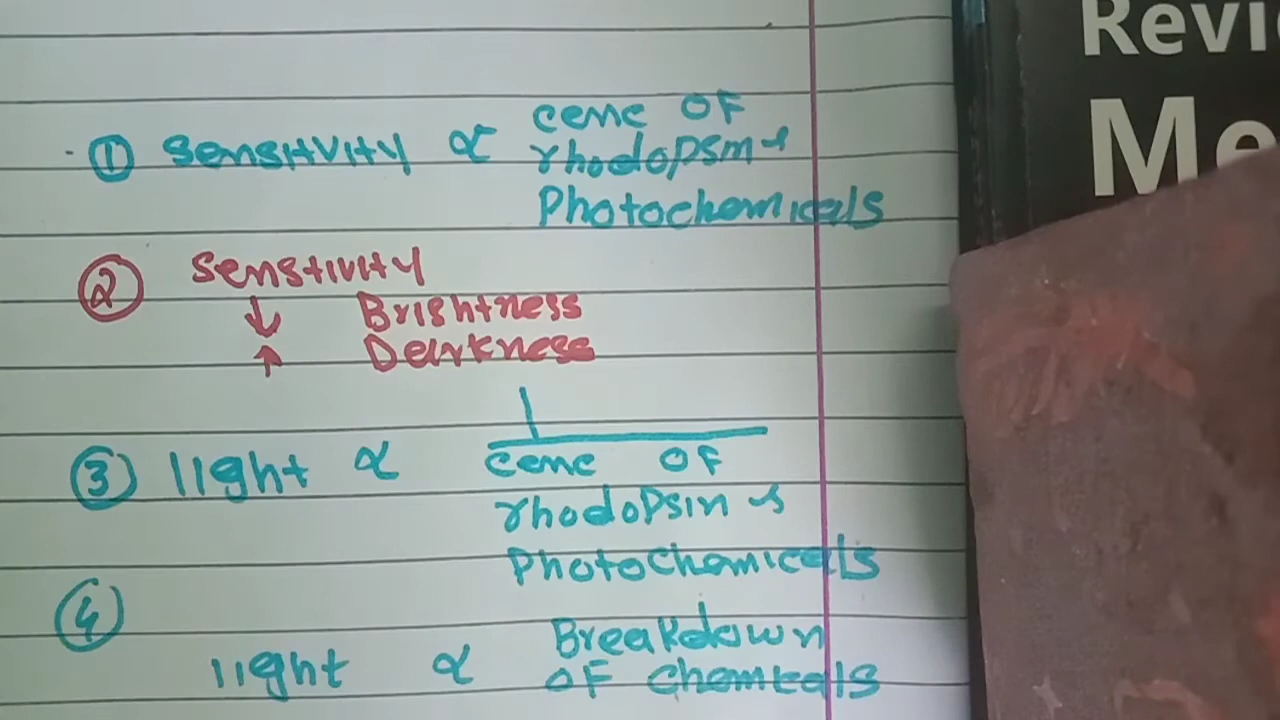 ① Sensitivity ∝ conc of
rhodopsin &
Photochemicals
② Senstivity
↓ Brightness
↑ Darkness
③ light ∝ 1
conc of
rhodopsin &
Photochemicals
④
light ∝ Breakdown
of chemicals
Revi
Me